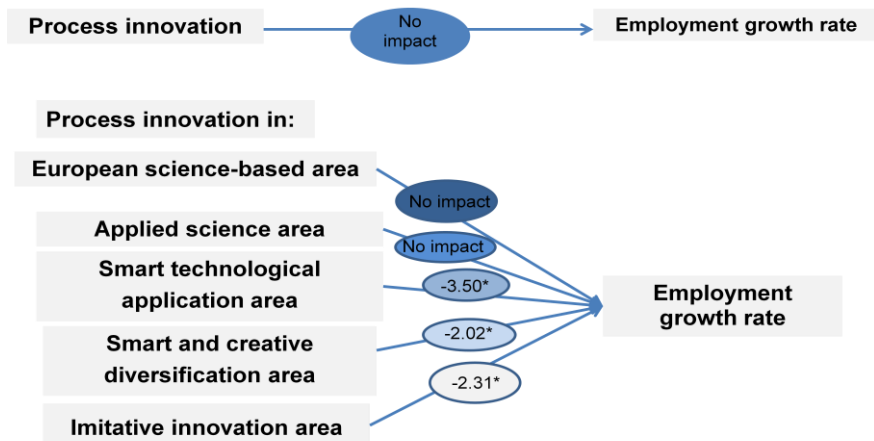 Process innovation
No
impact
Employment growth rate
Process innovation in:
European science-based area
No impact
Applied science area
No impact
Smart technological
application area
-3.50*
Employment
growth rate
Smart and creative
diversification area
-2.02*
-2.31*
Imitative innovation area